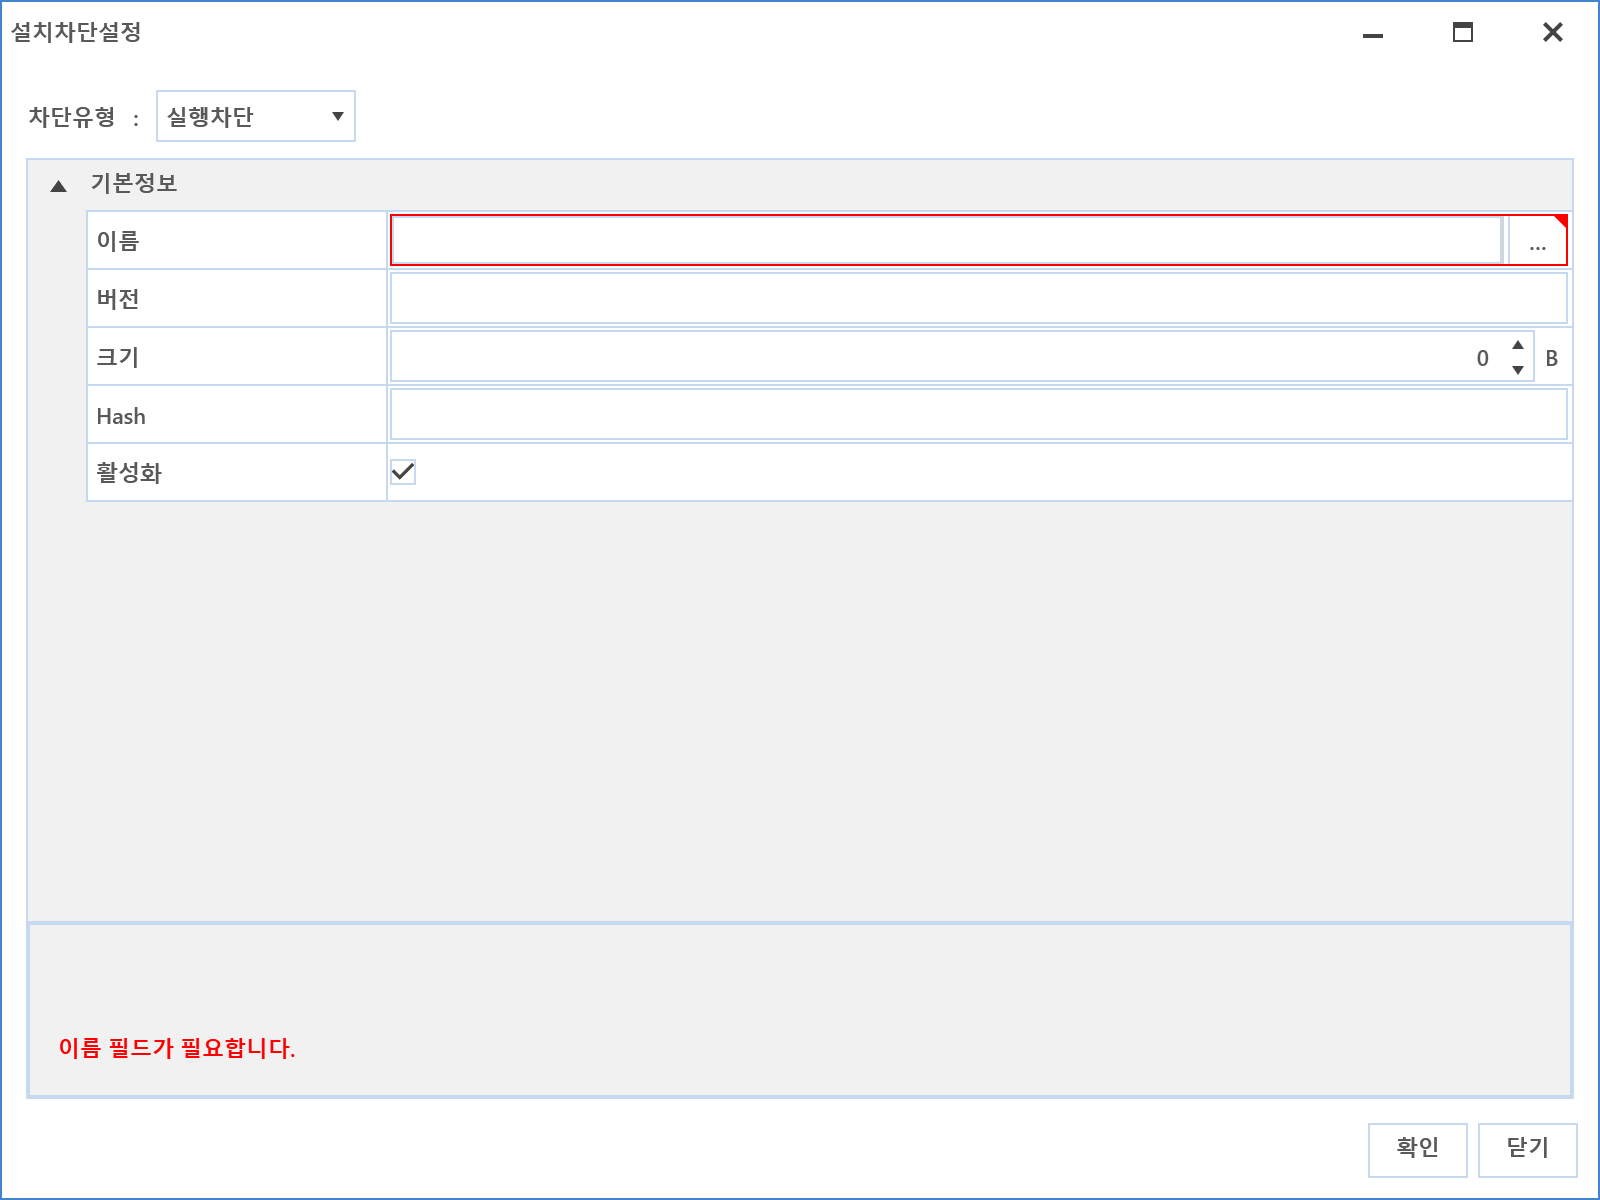 설치차단설정
차단유형 : 실행차단
기본정보
이름 ...
버전
크기 0 B
Hash
활성화
이름 필드가 필요합니다.
확인 닫기